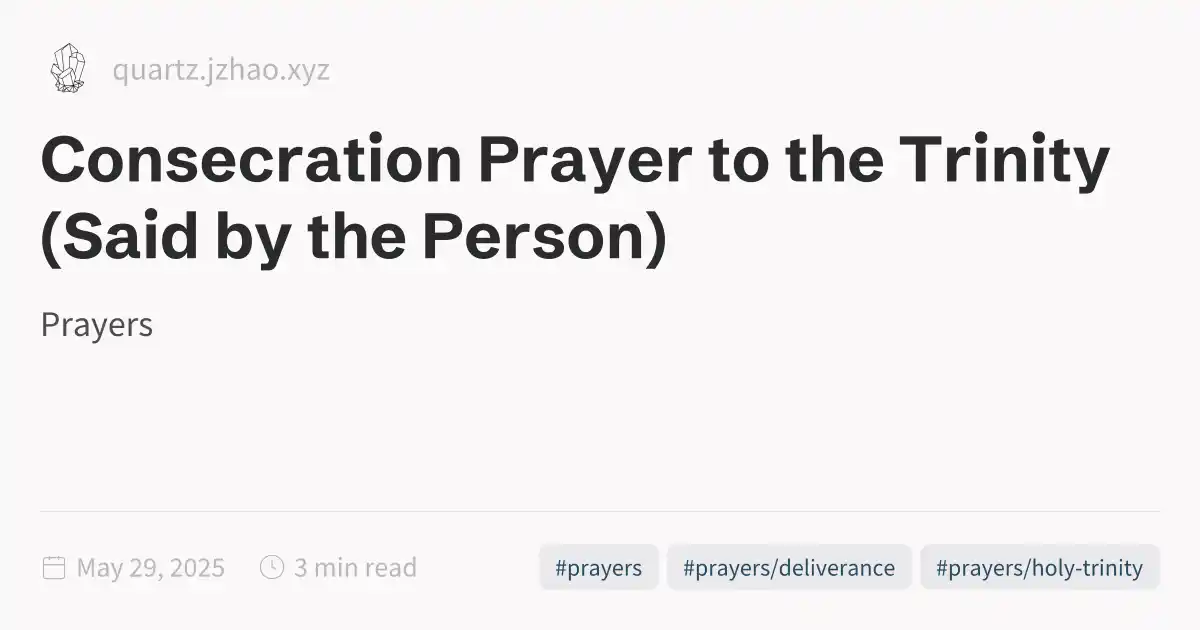 quartz.jzhao.xyz
Consecration Prayer to the Trinity
(Said by the Person)
Prayers
May 29, 2025 3 min read #prayers #prayers/deliverance #prayers/holy-trinity